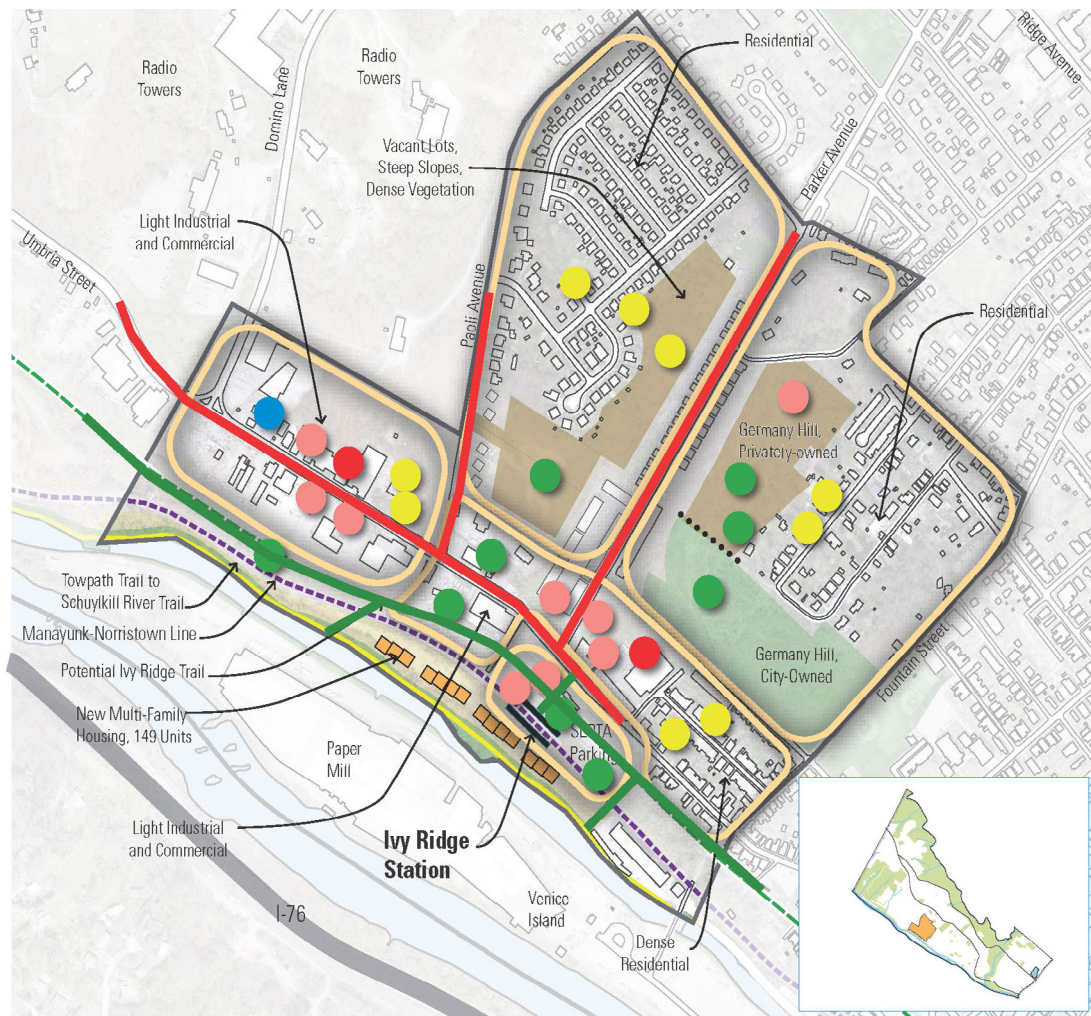 Radio
Towers
Radio
Towers
Domino Lane
Residential
Ridge Avenue
Parker Avenue
Vacant Lots,
Steep Slopes,
Dense Vegetation
Light Industrial
and Commercial
Umbria Street
Paoli Avenue
Residential
Germany Hill,
Privately-owned
Towpath Trail to
Schuylkill River Trail
Manayunk-Norristown Line
Potential Ivy Ridge Trail
New Multi-Family
Housing, 149 Units
Germany Hill,
City-Owned
Fountain Street
SEPTA
Parking
Paper
Mill
Light Industrial
and Commercial
Ivy Ridge
Station
Venice
Island
I-76
Dense
Residential